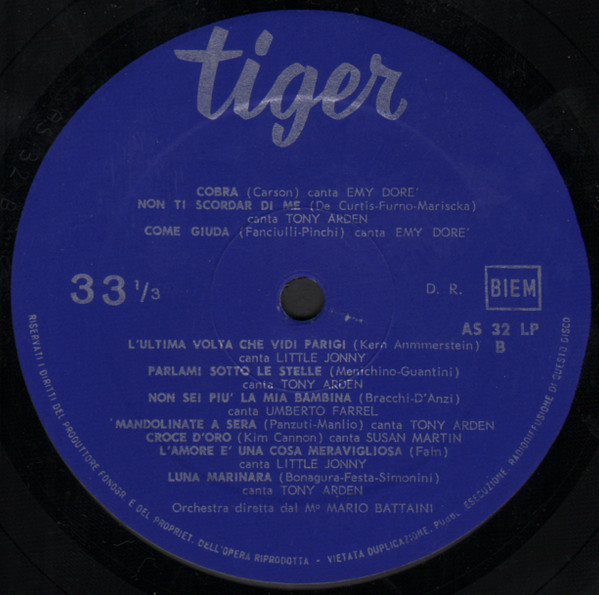 tiger
COBRA (Carson) canta EMY DORE'
NON TI SCORDAR DI ME (De Curtis-Furno-Mariscka)
canta TONY ARDEN
COME GIUDA (Fanciulli-Pinchi) canta EMY DORE'
33 1/3
D. R. BIEM
AS 32 LP
B
L'ULTIMA VOLTA CHE VIDI PARIGI (Kern Anmmerstein)
canta LITTLE JONNY
PARLAMI SOTTO LE STELLE (Menichino-Guantini)
canta TONY ARDEN
NON SEI PIU' LA MIA BAMBINA (Bracchi-D'Anzi)
canta UMBERTO FARREL
MANDOLINATE A SERA (Panzuti-Manlio) canta TONY ARDEN
CROCE D'ORO (Kim Cannon) canta SUSAN MARTIN
L'AMORE E' UNA COSA MERAVIGLIOSA (Fain)
canta LITTLE JONNY
LUNA MARINARA (Bonagura-Festa-Simonini)
canta TONY ARDEN
Orchestra diretta dal Mo MARIO BATTAINI
RISERVATI I DIRITTI DEL PRODUTTORE FONOGR. E DEL PROPRIET. DELL'OPERA RIPRODOTTA - VIETATA DUPLICAZIONE, PUBBL. ESECUZIONE, RADIODIFFUSIONE DI QUESTO DISCO